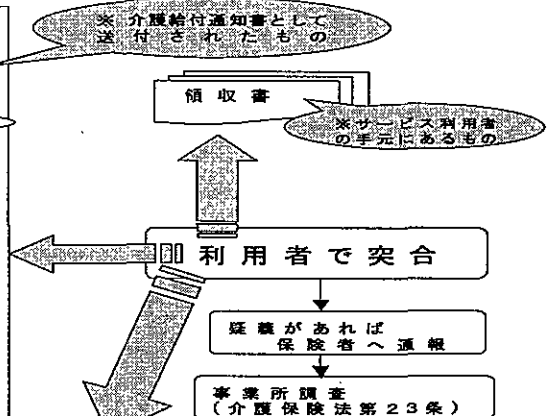 ※ 介護給付通知書として
送付されたもの
領収書
※サービス利用者
の手元にあるもの
利用者で突合
疑義があれば
保険者へ通報
事業所調査
(介護保険法第23条)